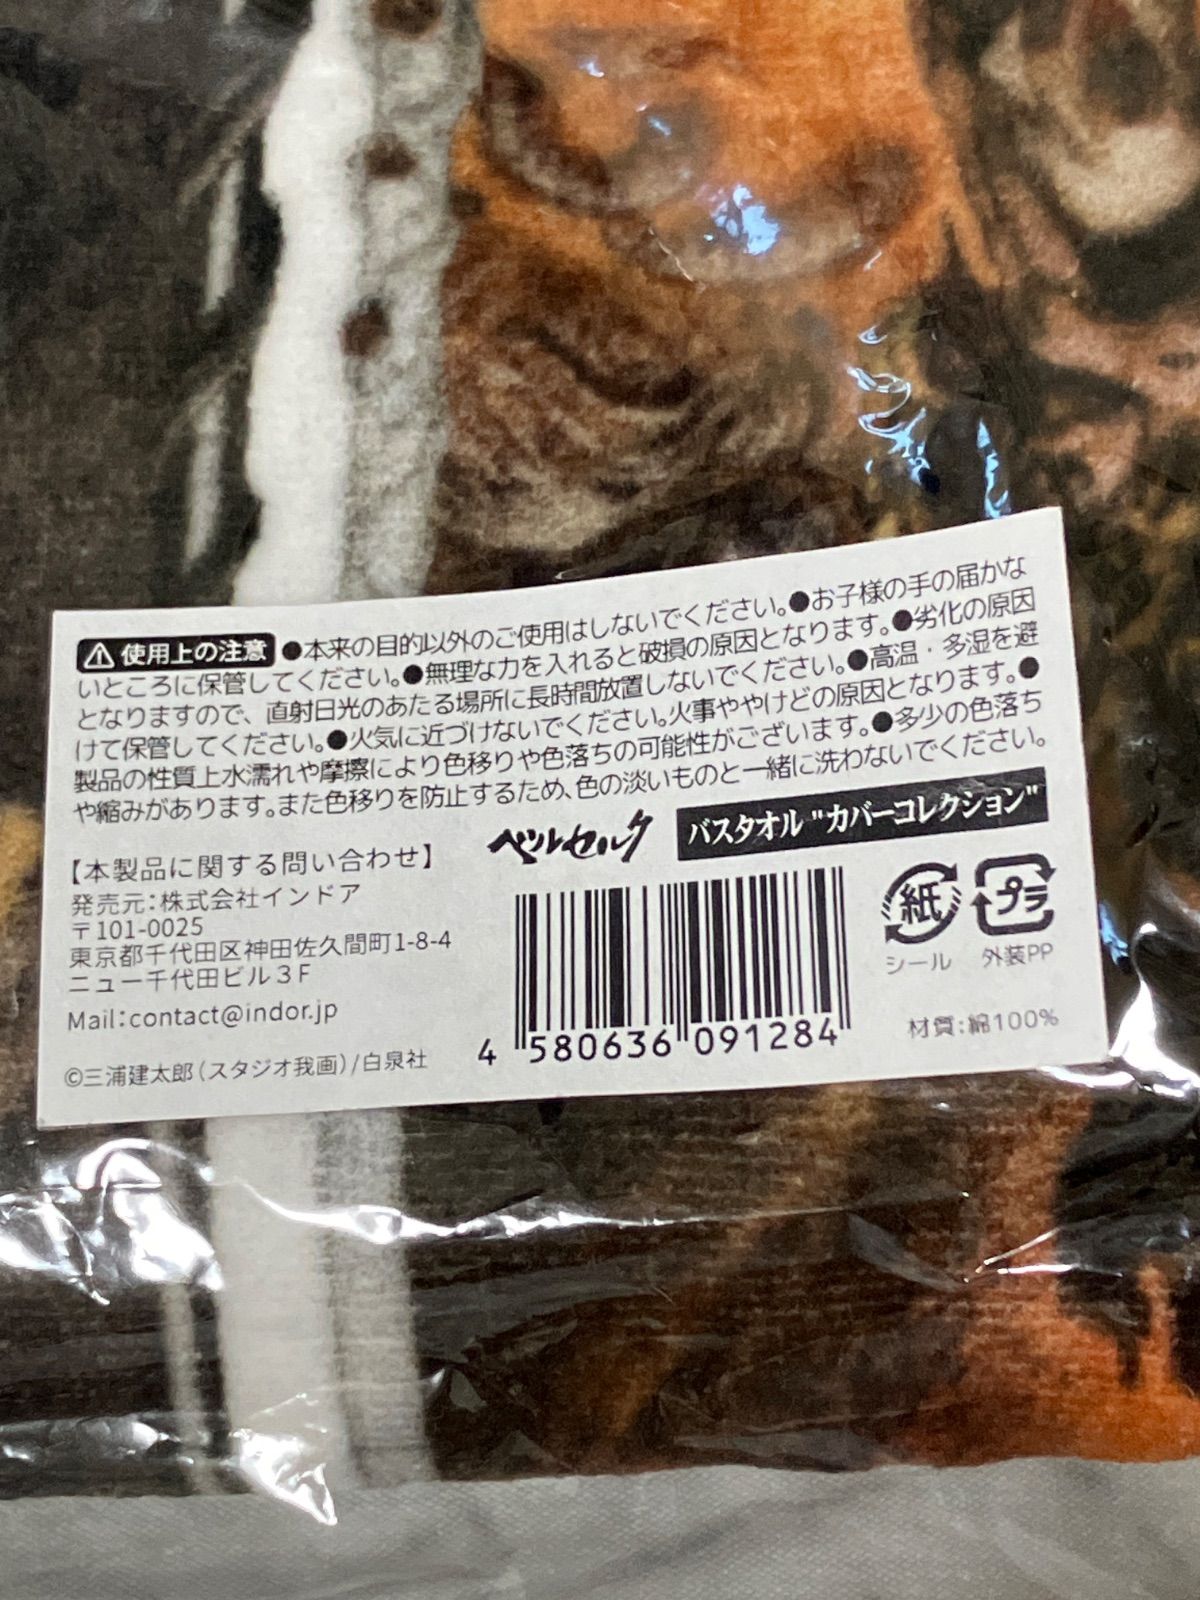 ⚠使用上の注意 ●本来の目的以外のご使用はしないでください。●お子様の手の届かな
いところに保管してください。●無理な力を入れると破損の原因となります。●劣化の原因
となりますので、直射日光のあたる場所に長時間放置しないでください。●高温・多湿を避
けて保管してください。●火気に近づけないでください。火事ややけどの原因となります。●
製品の性質上水濡れや摩擦により色移りや色落ちの可能性がございます。●多少の色落ち
や縮みがあります。また色移りを防止するため、色の淡いものと一緒に洗わないでください。
ベルセルク バスタオル "カバーコレクション"
【本製品に関する問い合わせ】
発売元:株式会社インドア
〒101-0025
東京都千代田区神田佐久間町1-8-4
ニュー千代田ビル3F
Mail:contact@indor.jp
©三浦建太郎(スタジオ我画)/白泉社
4 580636 091284
紙 プラ
シール 外装PP
材質:綿100%